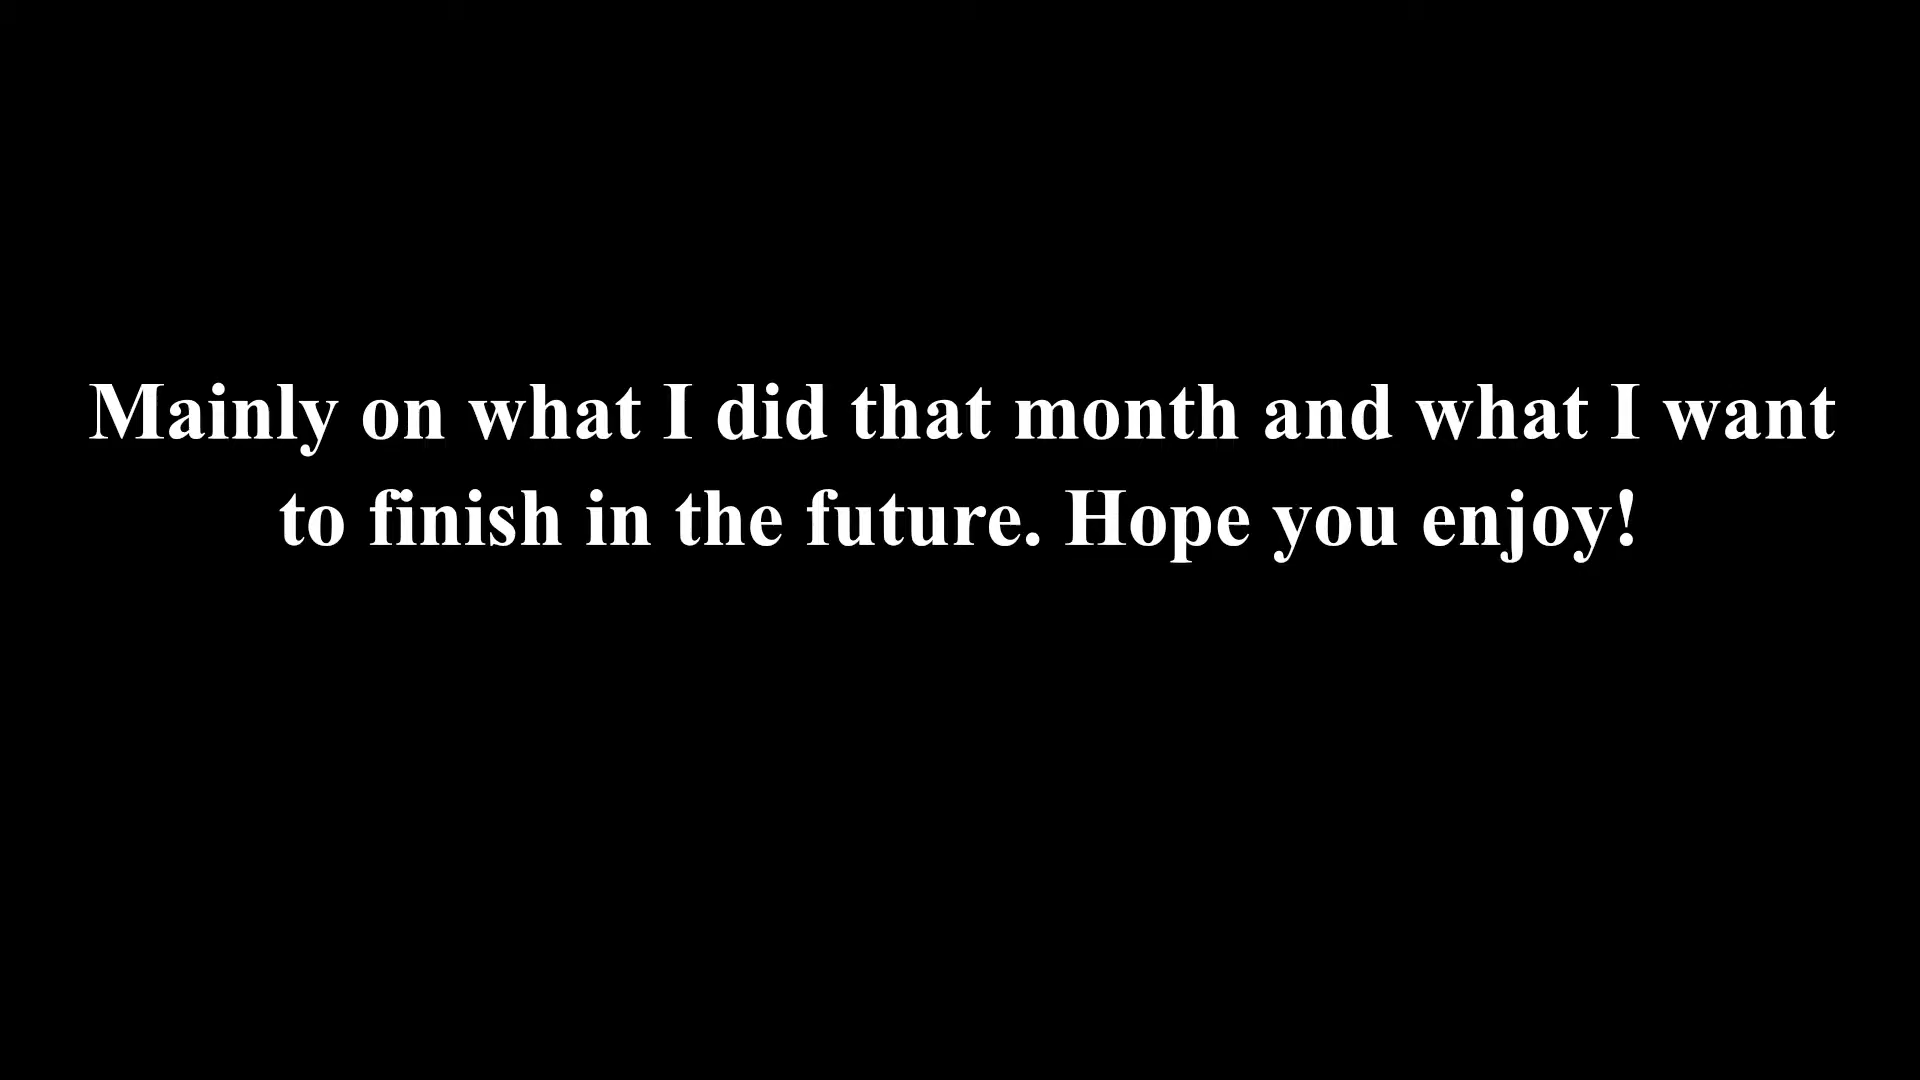 Mainly on what I did that month and what I want
to finish in the future. Hope you enjoy!